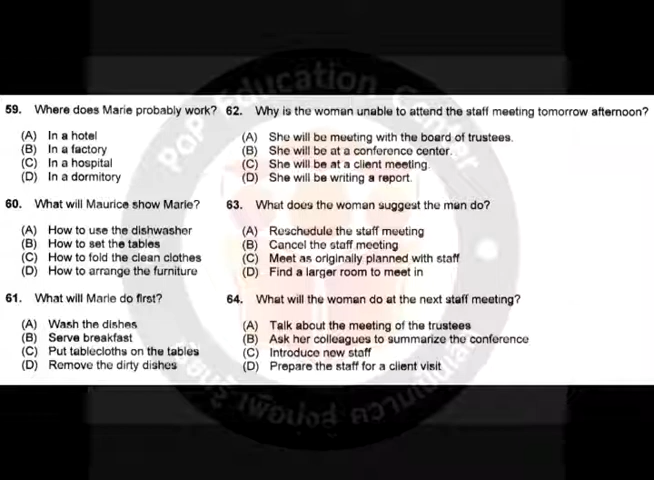 POP Education Center
59. Where does Marie probably work?
(A) In a hotel
(B) In a factory
(C) In a hospital
(D) In a dormitory
60. What will Maurice show Marie?
(A) How to use the dishwasher
(B) How to set the tables
(C) How to fold the clean clothes
(D) How to arrange the furniture
61. What will Marie do first?
(A) Wash the dishes
(B) Serve breakfast
(C) Put tablecloths on the tables
(D) Remove the dirty dishes
62. Why is the woman unable to attend the staff meeting tomorrow afternoon?
(A) She will be meeting with the board of trustees.
(B) She will be at a conference center.
(C) She will be at a client meeting.
(D) She will be writing a report.
63. What does the woman suggest the man do?
(A) Reschedule the staff meeting
(B) Cancel the staff meeting
(C) Meet as originally planned with staff
(D) Find a larger room to meet in
64. What will the woman do at the next staff meeting?
(A) Talk about the meeting of the trustees
(B) Ask her colleagues to summarize the conference
(C) Introduce new staff
(D) Prepare the staff for a client visit